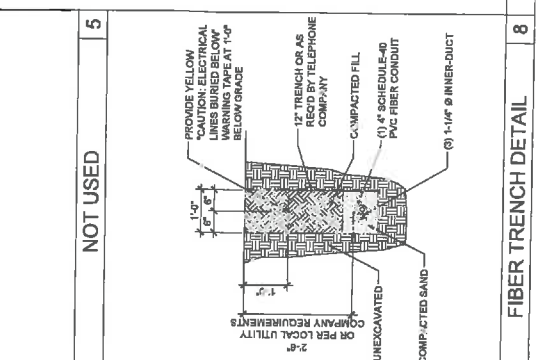 NOT USED
5
PROVIDE YELLOW
"CAUTION: ELECTRICAL
LINES BURIED BELOW"
WARNING TAPE AT 1'-0"
BELOW GRADE
12" TRENCH OR AS
REQ'D BY TELEPHONE
COMPANY
COMPACTED FILL
(1) 4" SCHEDULE-40
PVC FIBER CONDUIT
(3) 1-1/4" Ø INNER-DUCT
1'-0"
6"
6"
1'-0"
2'-6"
OR PER LOCAL UTILITY
COMPANY REQUIREMENTS
UNEXCAVATED
COMPACTED SAND
FIBER TRENCH DETAIL
8